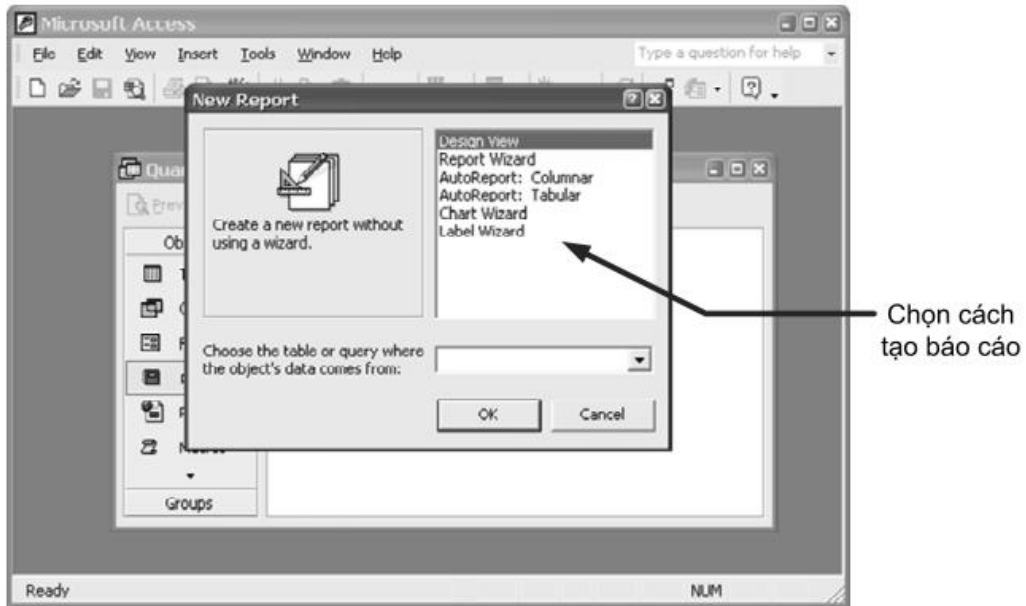 Microsoft Access
File Edit View Insert Tools Window Help
Type a question for help
New Report
Design View
Report Wizard
AutoReport: Columnar
AutoReport: Tabular
Chart Wizard
Label Wizard
Create a new report without
using a wizard.
Chọn cách
tạo báo cáo
Choose the table or query where
the object's data comes from:
OK Cancel
Groups
Ready NUM